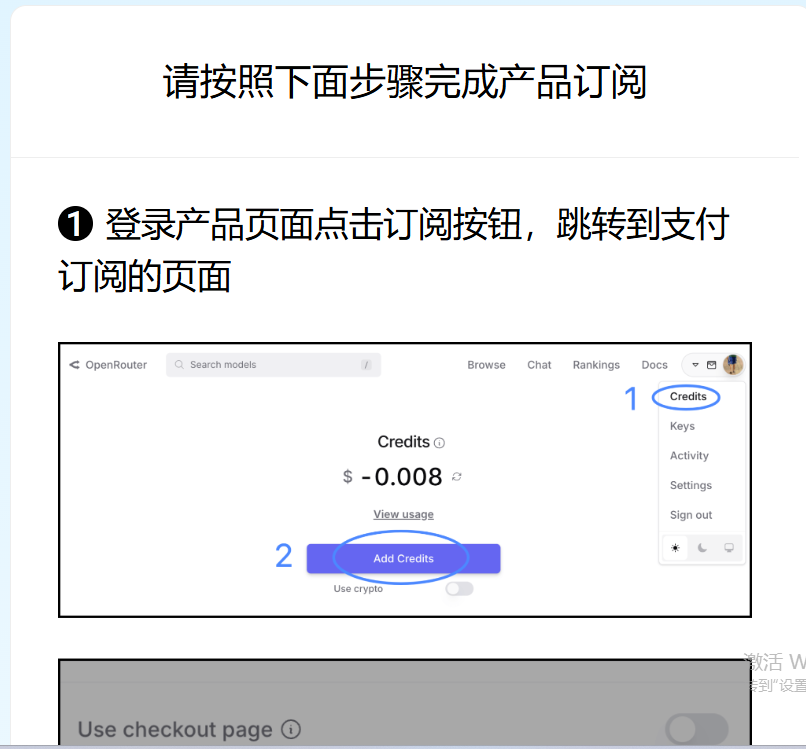 请按照下面步骤完成产品订阅
❶ 登录产品页面点击订阅按钮，跳转到支付
订阅的页面
OpenRouter Search models / Browse Chat Rankings Docs
1 Credits
Keys
Activity
Settings
Sign out
Credits
$ -0.008
View usage
2 Add Credits
Use crypto
激活 W
转到"设置
Use checkout page